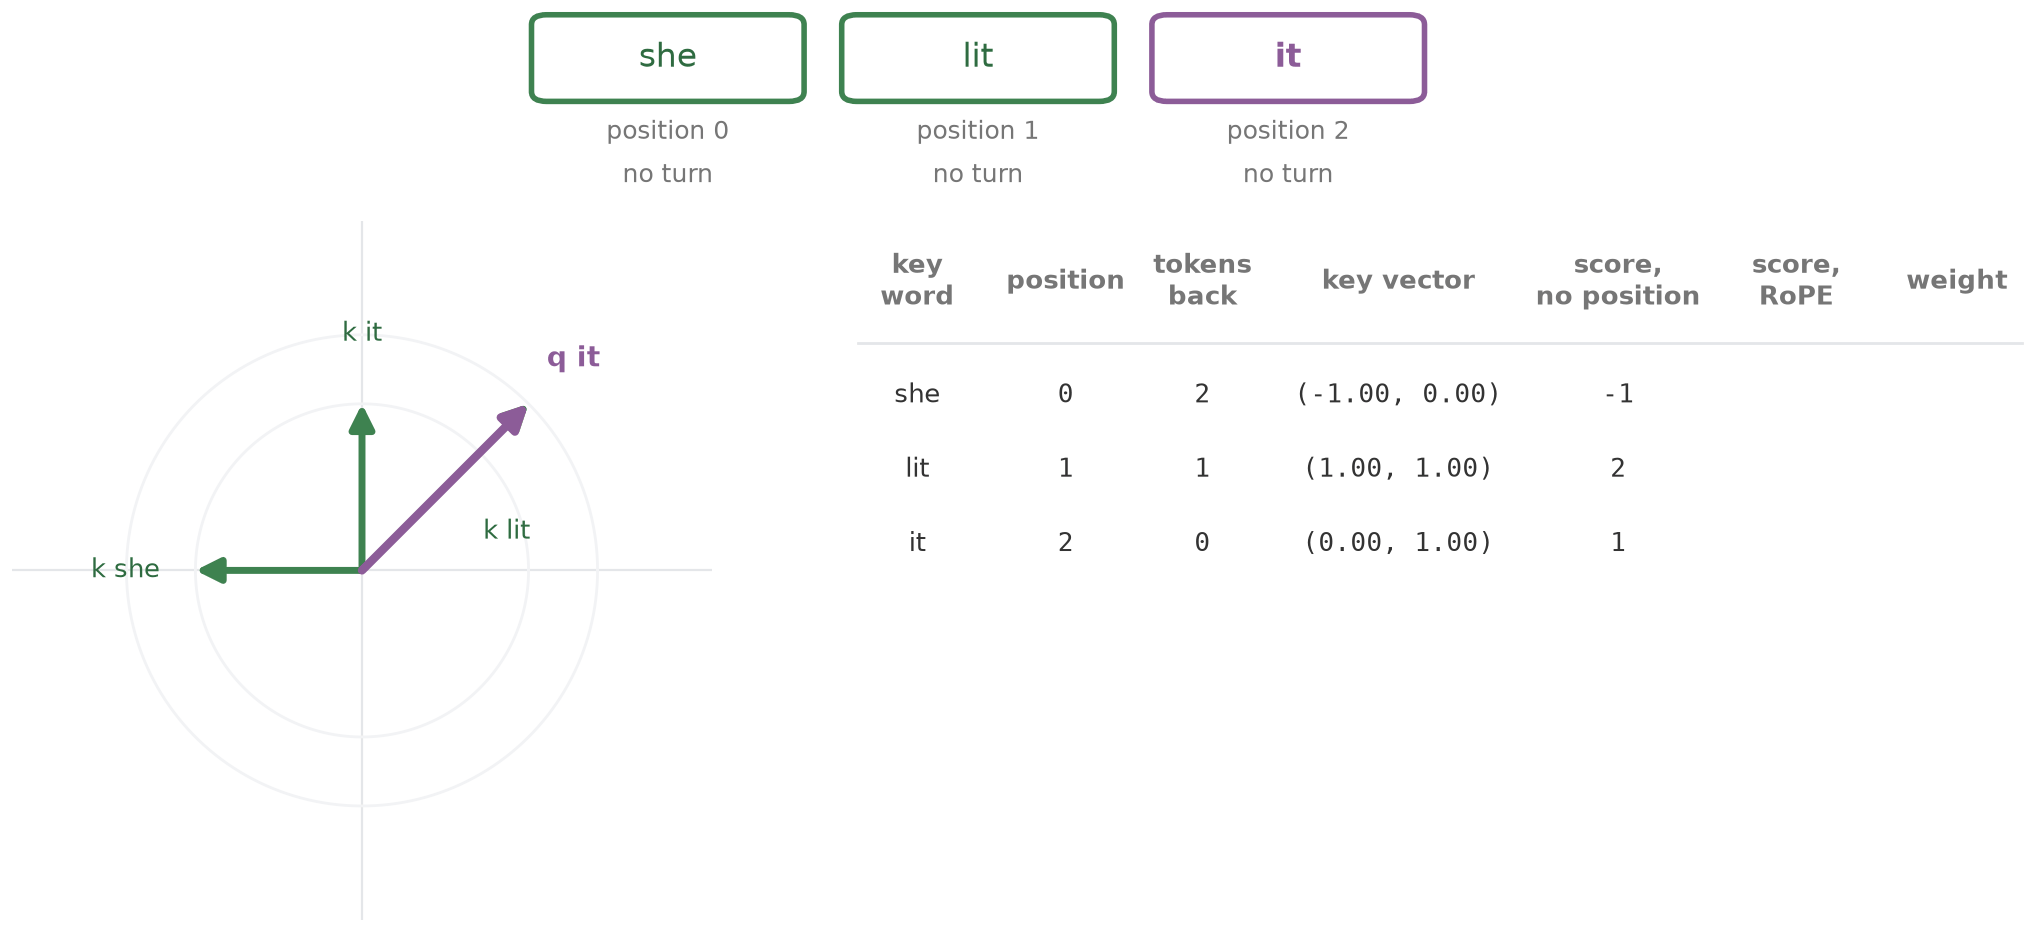 she
lit
it
position 0
position 1
position 2
no turn
no turn
no turn
key word
position
tokens back
key vector
score, no position
score, RoPE
weight
she 0 2 (-1.00, 0.00) -1
lit 1 1 (1.00, 1.00) 2
it 2 0 (0.00, 1.00) 1
k it
q it
k lit
k she